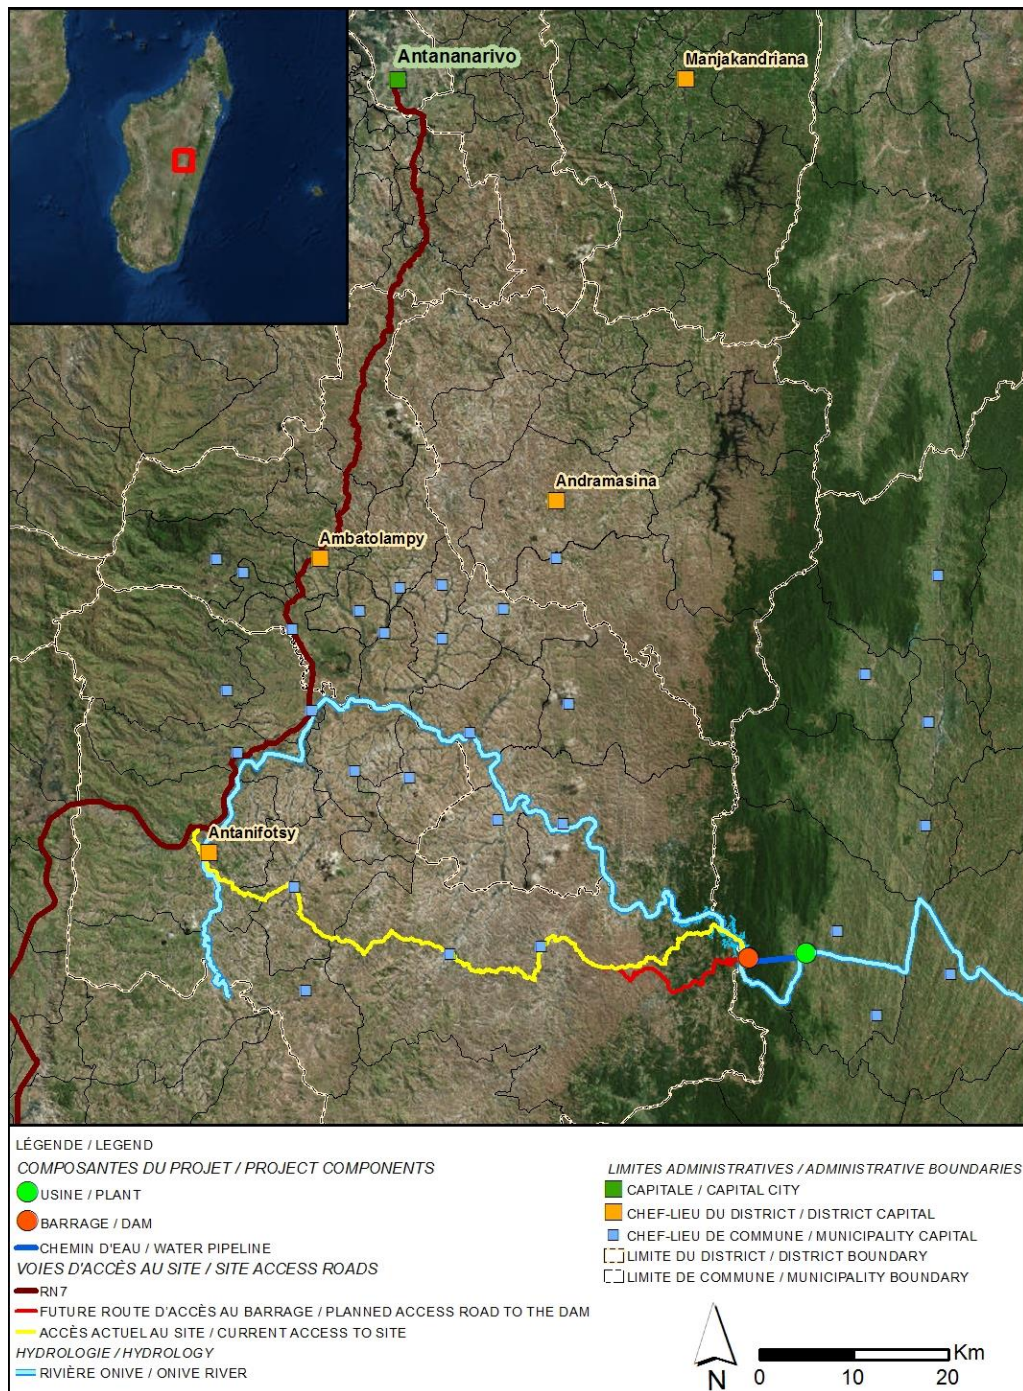 Antananarivo
Manjakandriana
Andramasina
Ambatolampy
Antanifotsy
LÉGENDE / LEGEND
COMPOSANTES DU PROJET / PROJECT COMPONENTS
USINE / PLANT
BARRAGE / DAM
CHEMIN D'EAU / WATER PIPELINE
VOIES D'ACCÈS AU SITE / SITE ACCESS ROADS
RN7
FUTURE ROUTE D'ACCÈS AU BARRAGE / PLANNED ACCESS ROAD TO THE DAM
ACCÈS ACTUEL AU SITE / CURRENT ACCESS TO SITE
HYDROLOGIE / HYDROLOGY
RIVIÈRE ONIVE / ONIVE RIVER
LIMITES ADMINISTRATIVES / ADMINISTRATIVE BOUNDARIES
CAPITALE / CAPITAL CITY
CHEF-LIEU DU DISTRICT / DISTRICT CAPITAL
CHEF-LIEU DE COMMUNE / MUNICIPALITY CAPITAL
LIMITE DU DISTRICT / DISTRICT BOUNDARY
LIMITE DE COMMUNE / MUNICIPALITY BOUNDARY
N
Km
0 10 20